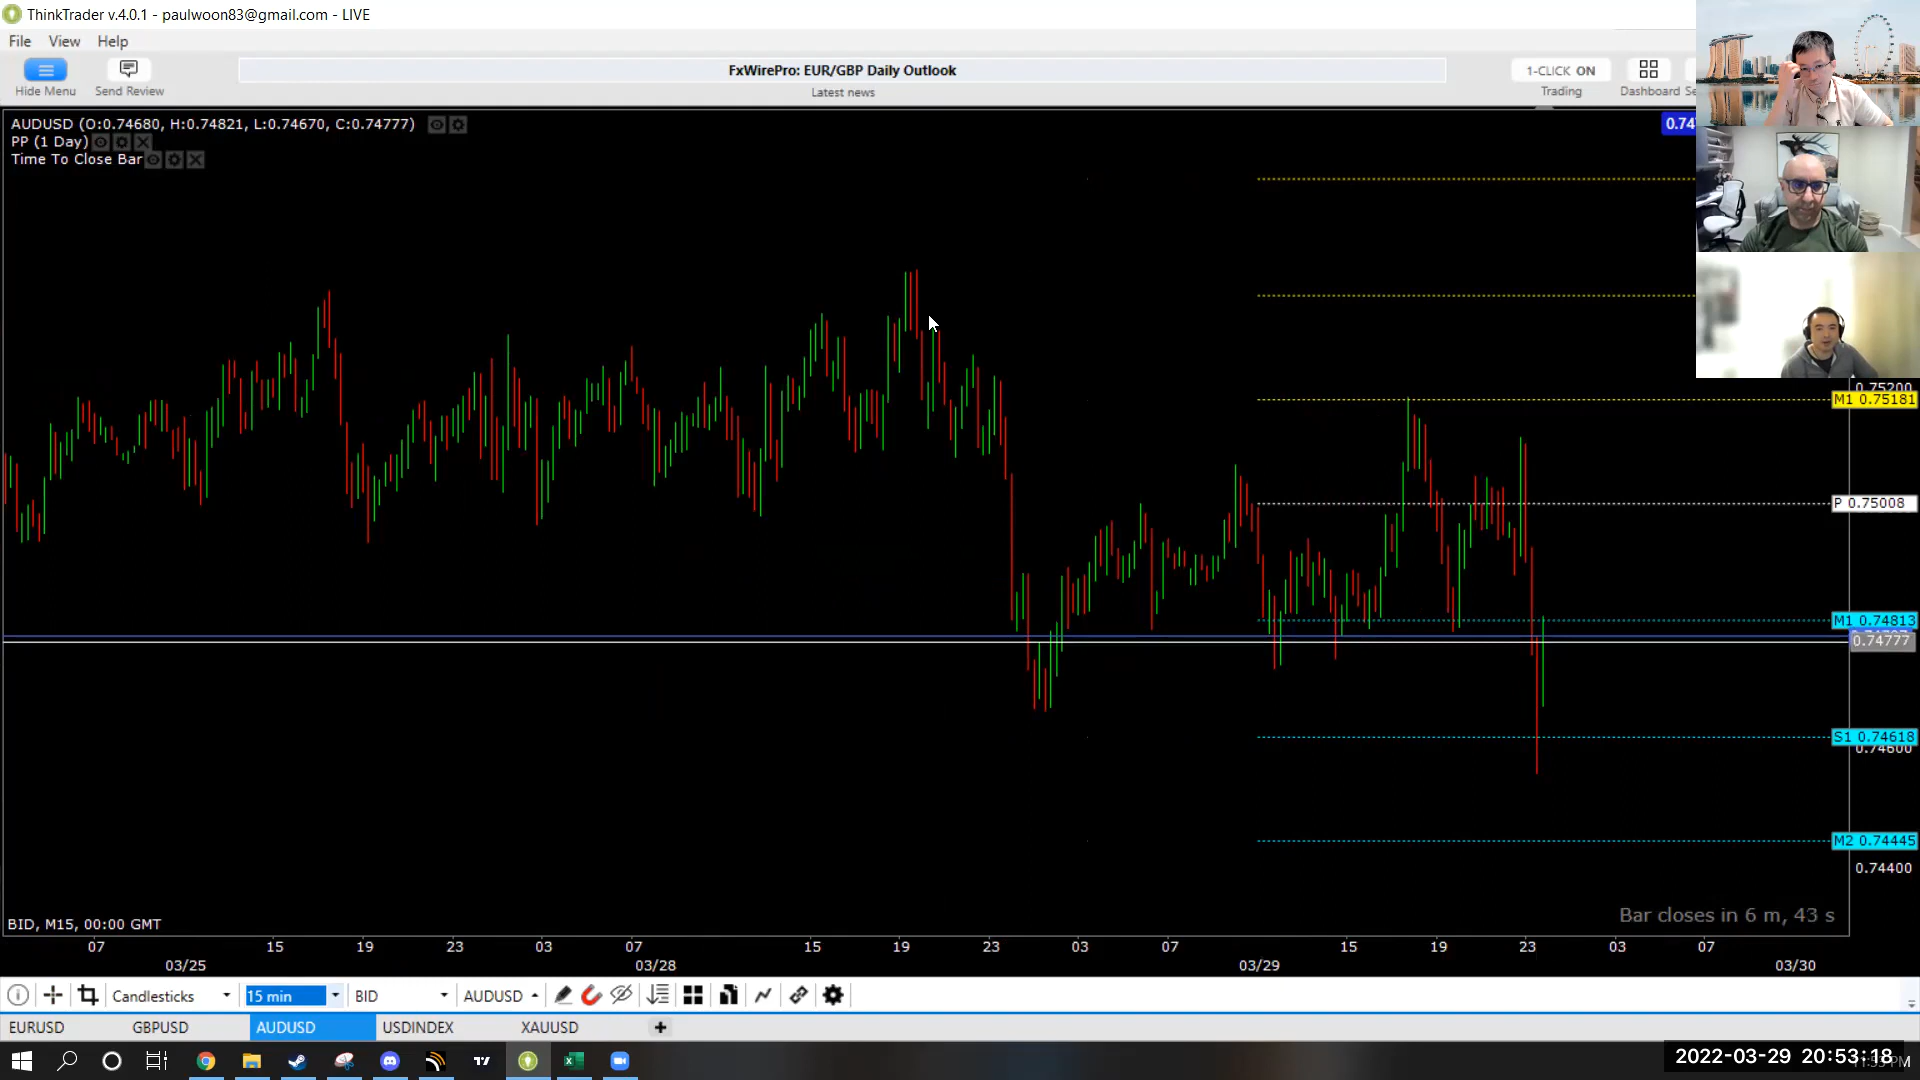 ThinkTrader v.4.0.1 - paulwoon83@gmail.com - LIVE
File View Help
Hide Menu
Send Review
FxWirePro: EUR/GBP Daily Outlook
Latest news
1-CLICK ON
Trading
Dashboard
AUDUSD (O:0.74680, H:0.74821, L:0.74670, C:0.74777)
PP (1 Day)
Time To Close Bar
0.75200
M1 0.75181
P 0.75008
M1 0.74813
0.74777
S1 0.74618
0.74600
M2 0.74445
0.74400
Bar closes in 6 m, 43 s
BID, M15, 00:00 GMT
07 15 19 23 03 07 15 19 23 03 07 15 19 23 03 07
03/25 03/28 03/29 03/30
Candlesticks 15 min BID AUDUSD
EURUSD GBPUSD AUDUSD USDINDEX XAUUSD
2022-03-29 20:53:18